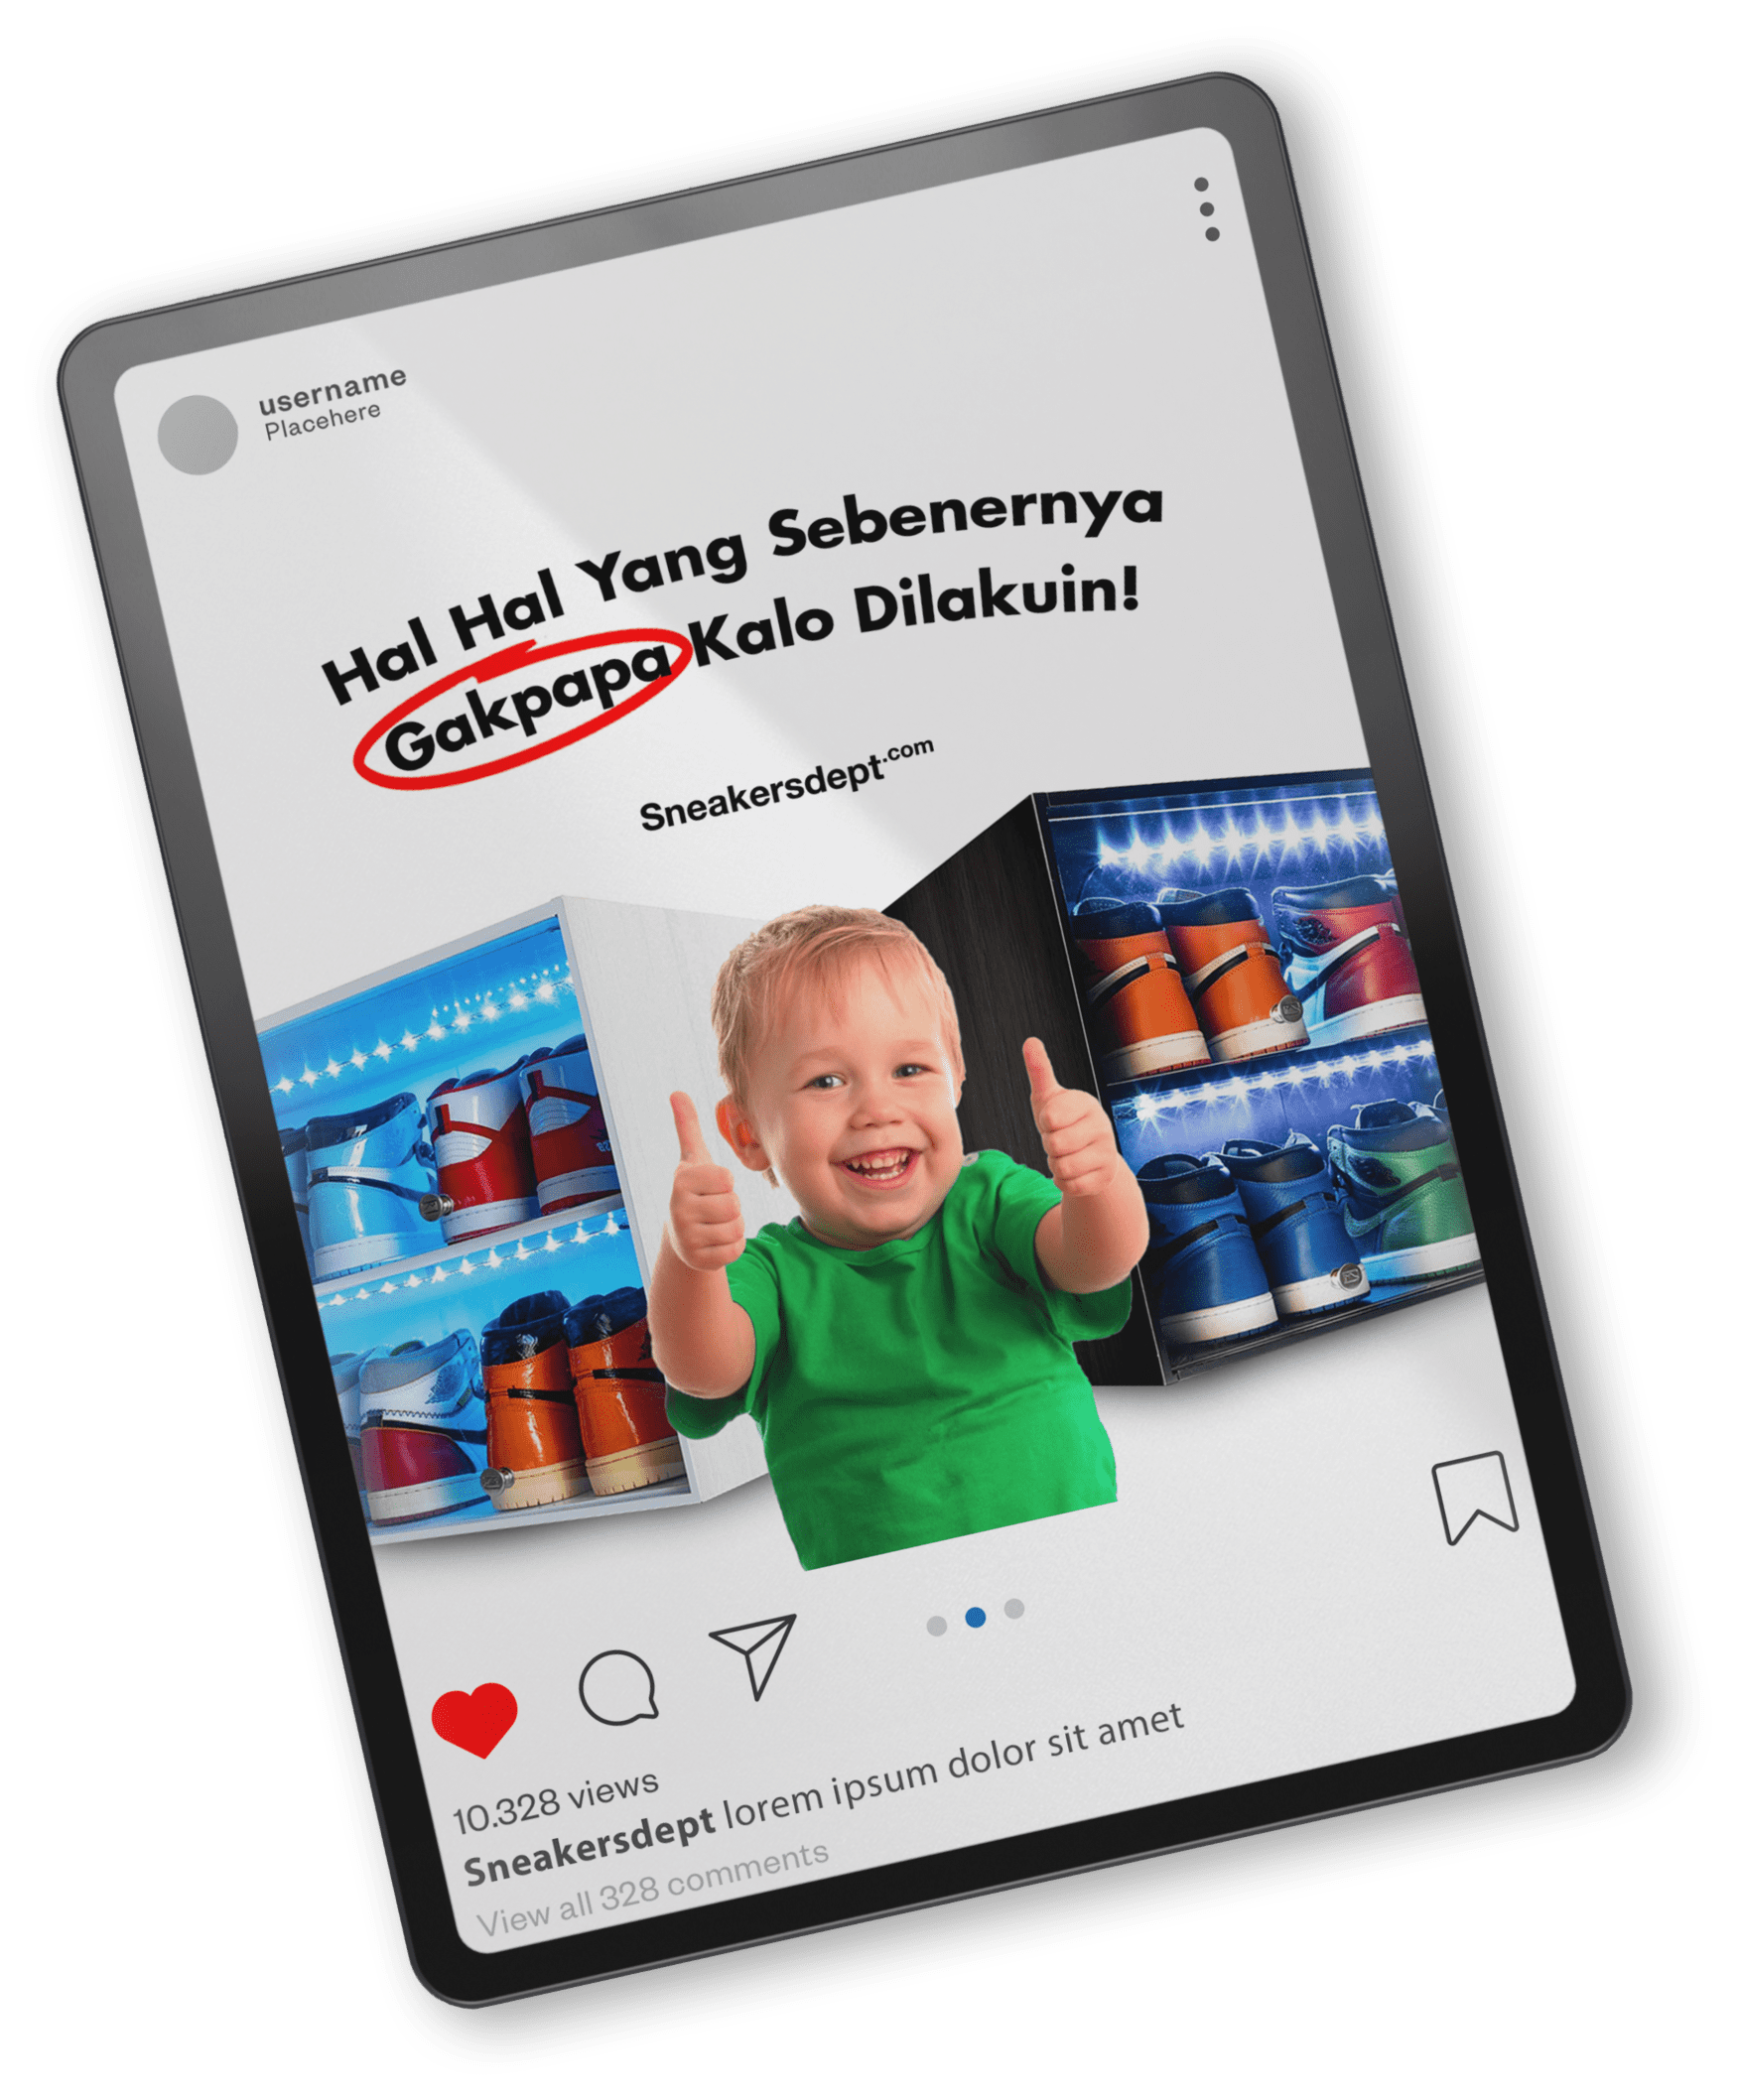 username
Placehere
Hal Hal Yang Sebenernya
Gakpapa Kalo Dilakuin!
Sneakersdept.com
10.328 views
Sneakersdept lorem ipsum dolor sit amet
View all 328 comments